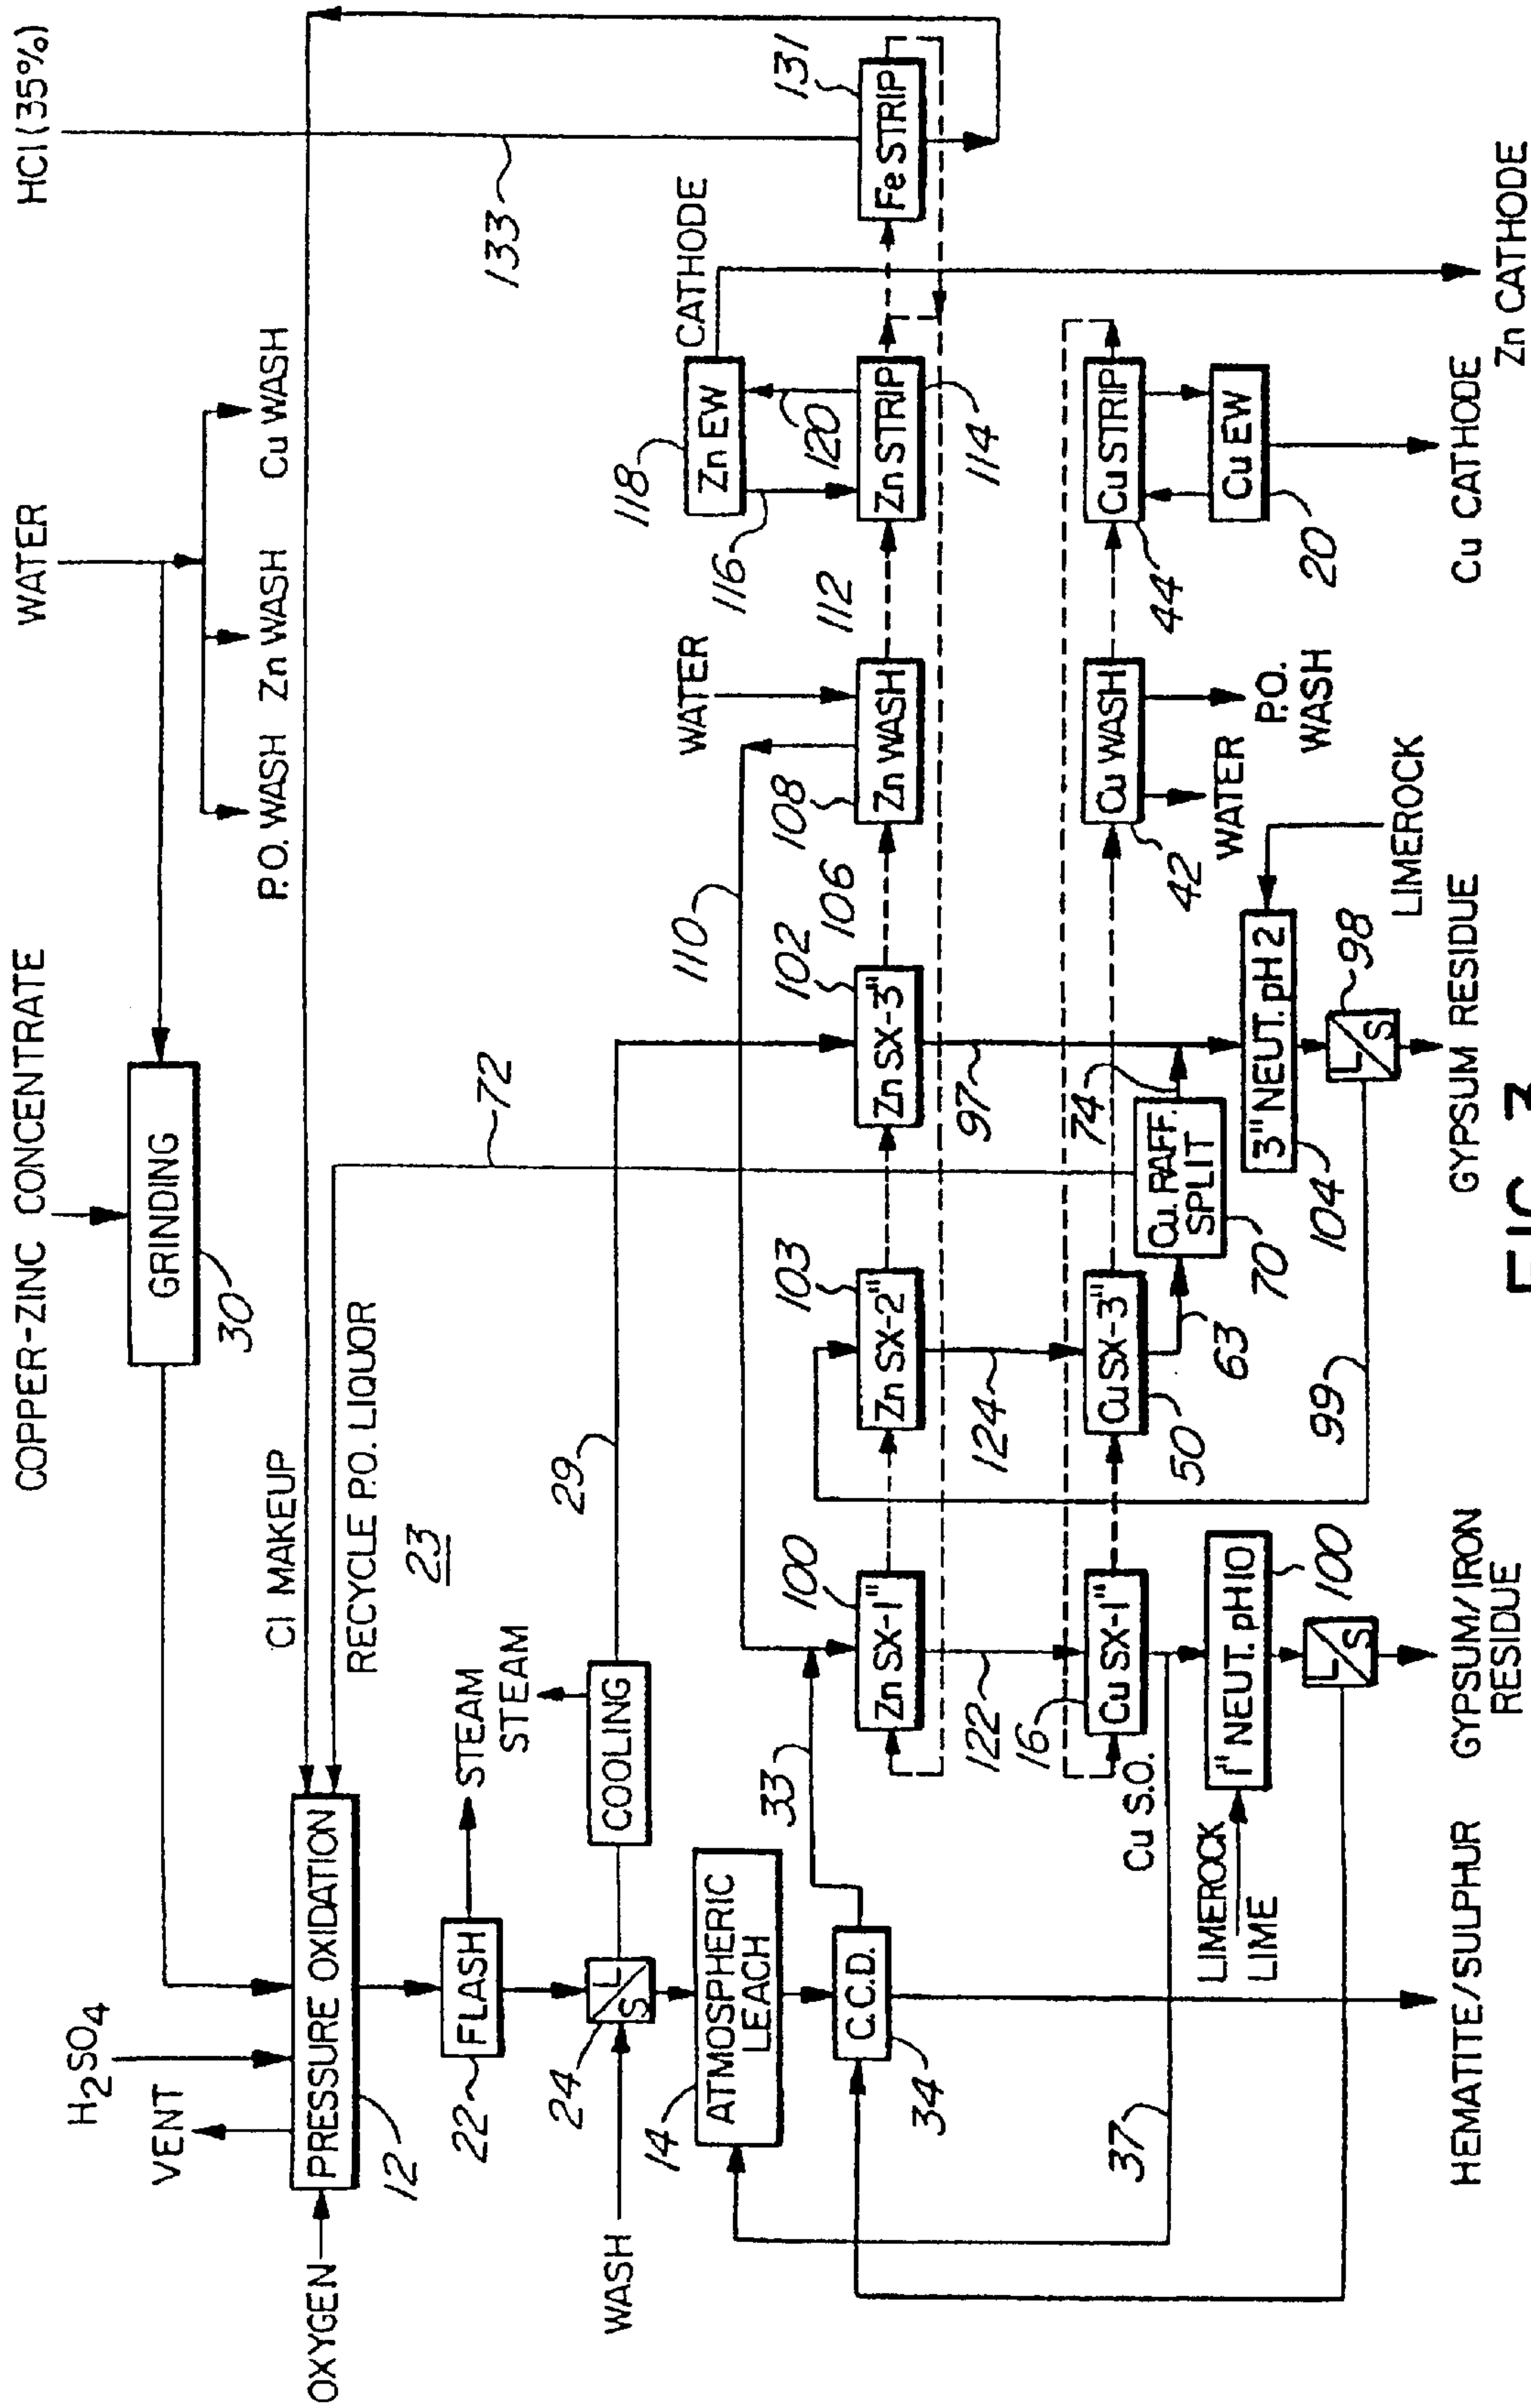 COPPER-ZINC CONCENTRATE
WATER
HCl (35%)
H2SO4
VENT
OXYGEN
GRINDING
30
P.O. WASH
Zn WASH
Cu WASH
Cl MAKEUP
RECYCLE P.O. LIQUOR
23
133
PRESSURE OXIDATION
12
FLASH
22
STEAM
STEAM
WASH
24
L
S
COOLING
29
72
110
ATMOSPHERIC
LEACH
14
C.C.D.
34
33
Zn SX-1"
100
Zn SX-2"
103
Zn SX-3"
102
106
WATER
Zn WASH
108
112
116
118
Zn EW
CATHODE
120
Zn STRIP
114
Fe STRIP
131
122
124
97
16
Cu SX-1"
Cu S.O.
37
Cu SX-3"
50
63
Cu. RAFF.
SPLIT
70
74
Cu WASH
42
WATER
P.O.
WASH
Cu STRIP
44
Cu EW
20
LIMEROCK
LIME
1" NEUT. pH10
100
L
S
3" NEUT. pH 2
104
LIMEROCK
L
S
98
99
HEMATITE/SULPHUR
GYPSUM/IRON
RESIDUE
GYPSUM RESIDUE
Cu CATHODE
Zn CATHODE
FIG. 3